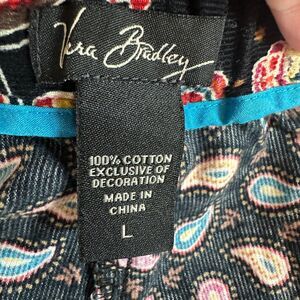 Vera Bradley
100% COTTON
EXCLUSIVE OF
DECORATION
MADE IN
CHINA
L